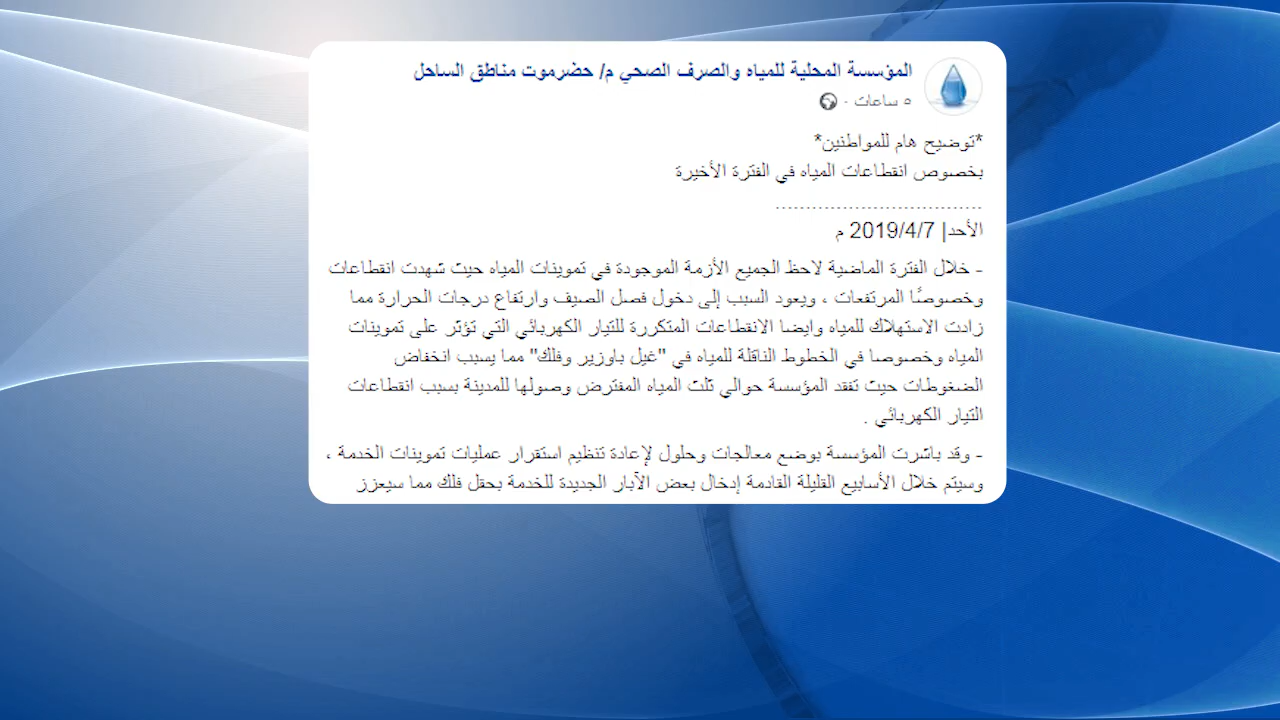 المؤسسة المحلية للمياه والصرف الصحي م/ حضرموت مناطق الساحل
٥ ساعات ·
*توضيح هام للمواطنين*
بخصوص انقطاعات المياه في الفترة الأخيرة
..................................
الأحد| 2019/4/7 م
- خلال الفترة الماضية لاحظ الجميع الأزمة الموجودة في تموينات المياه حيث شهدت انقطاعات
وخصوصًا المرتفعات ، ويعود السبب إلى دخول فصل الصيف وارتفاع درجات الحرارة مما
زادت الاستهلاك للمياه وايضا الانقطاعات المتكررة للتيار الكهربائي التي تؤثر على تموينات
المياه وخصوصا في الخطوط الناقلة للمياه في "غيل باوزير وفلك" مما يسبب انخفاض
الضغوطات حيث تفقد المؤسسة حوالي ثلث المياه المفترض وصولها للمدينة بسبب انقطاعات
التيار الكهربائي .
- وقد باشرت المؤسسة بوضع معالجات وحلول لإعادة تنظيم استقرار عمليات تموينات الخدمة ،
وسيتم خلال الأسابيع القليلة القادمة إدخال بعض الآبار الجديدة للخدمة بحقل فلك مما سيعزز